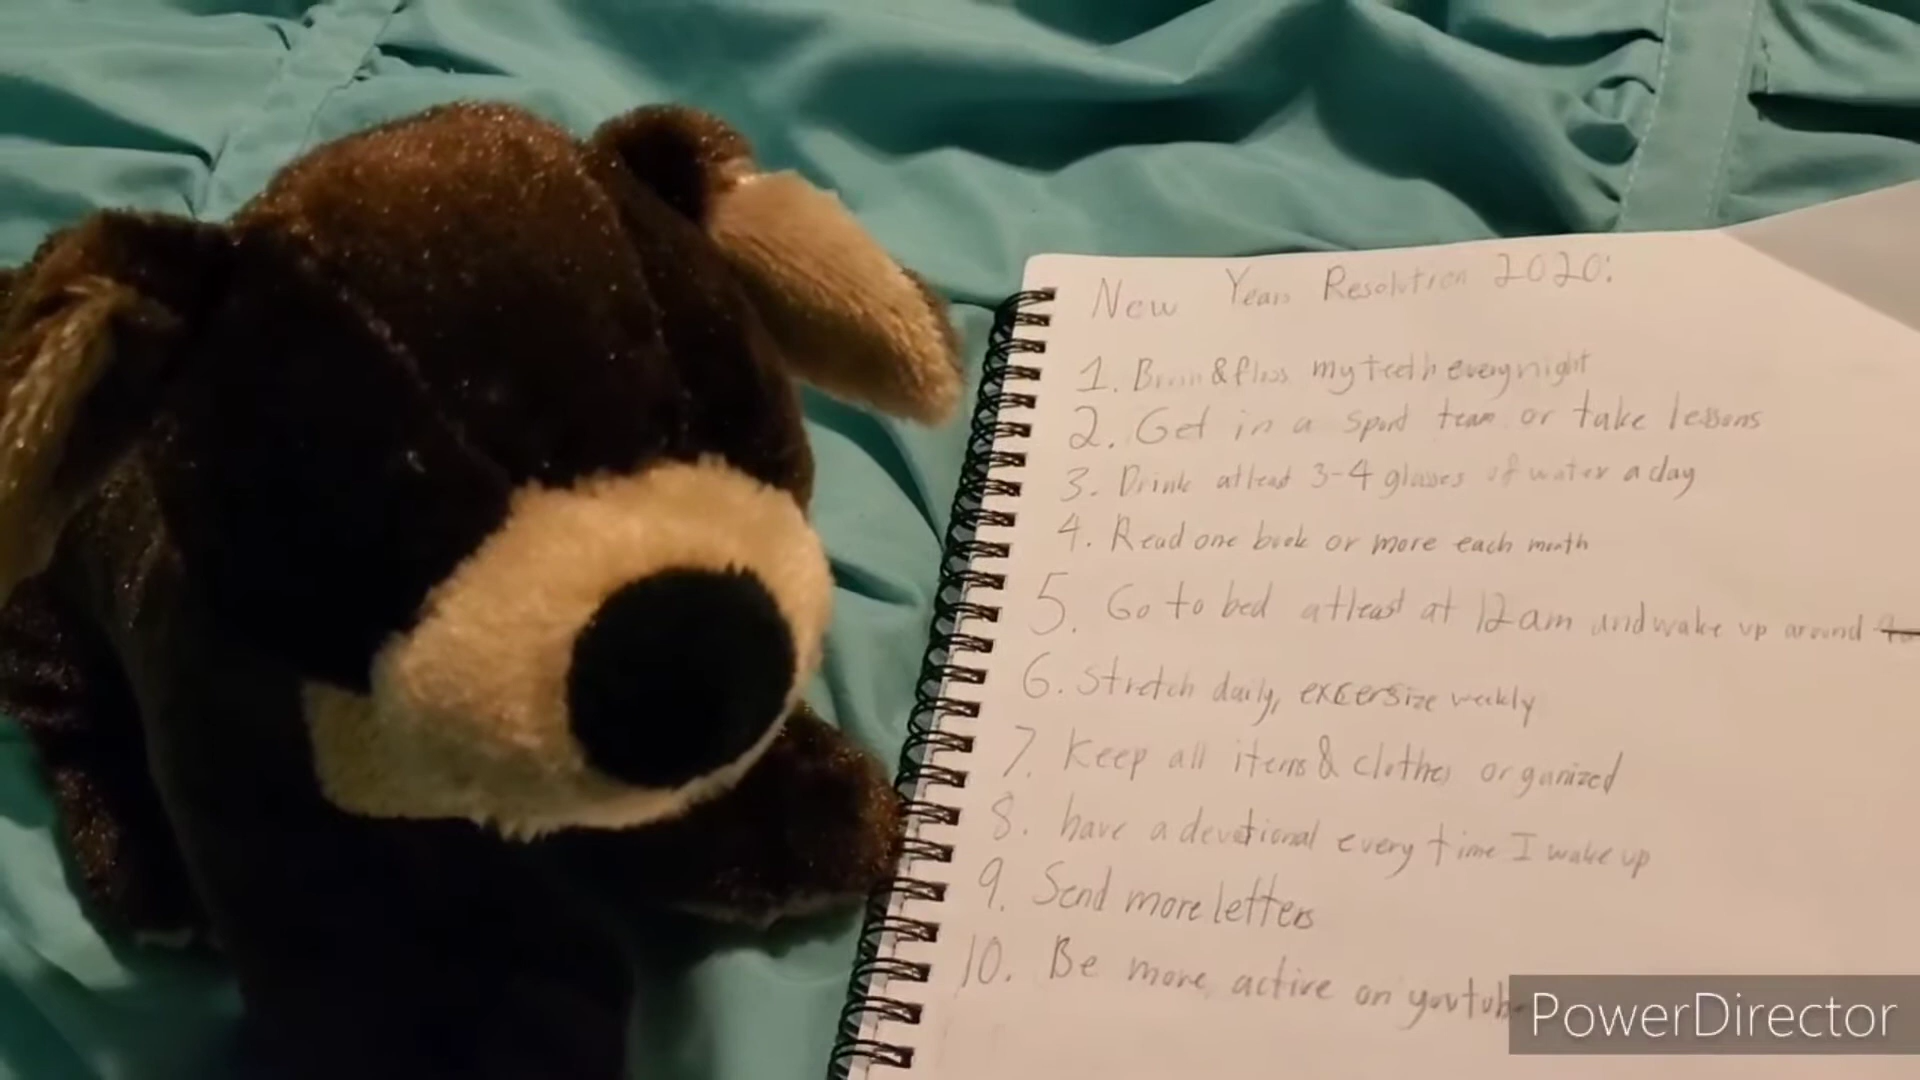 New Years Resolution 2020:
1. Brush & floss my teeth every night
2. Get in a sport team or take lessons
3. Drink atleast 3-4 glasses of water a day
4. Read one book or more each month
5. Go to bed atleast at 12am and wake up around
6. Stretch daily, excersize weekly
7. Keep all items & clothes organized
8. have a devotional every time I wake up
9. Send more letters
10. Be more active on youtube
PowerDirector